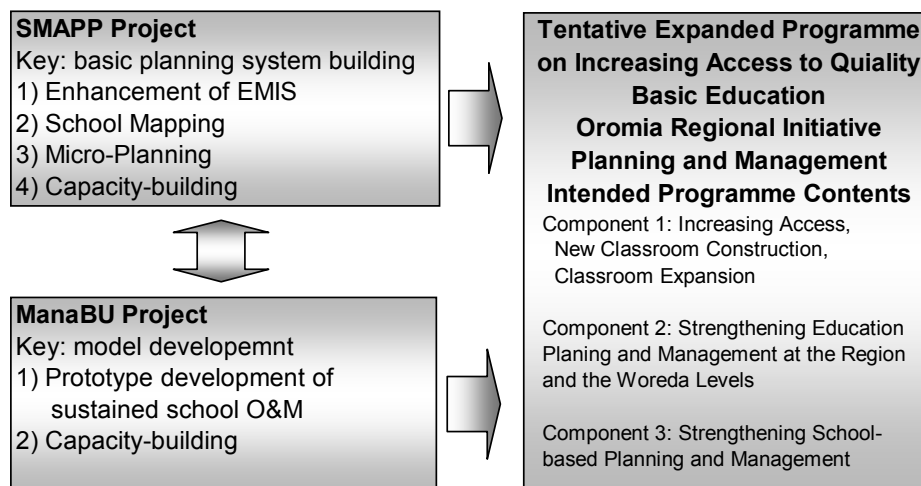 SMAPP Project
Key: basic planning system building
1) Enhancement of EMIS
2) School Mapping
3) Micro-Planning
4) Capacity-building
ManaBU Project
Key: model developemnt
1) Prototype development of
sustained school O&M
2) Capacity-building
Tentative Expanded Programme
on Increasing Access to Quiality
Basic Education
Oromia Regional Initiative
Planning and Management
Intended Programme Contents
Component 1: Increasing Access,
New Classroom Construction,
Classroom Expansion
Component 2: Strengthening Education
Planing and Management at the Region
and the Woreda Levels
Component 3: Strengthening School-
based Planning and Management